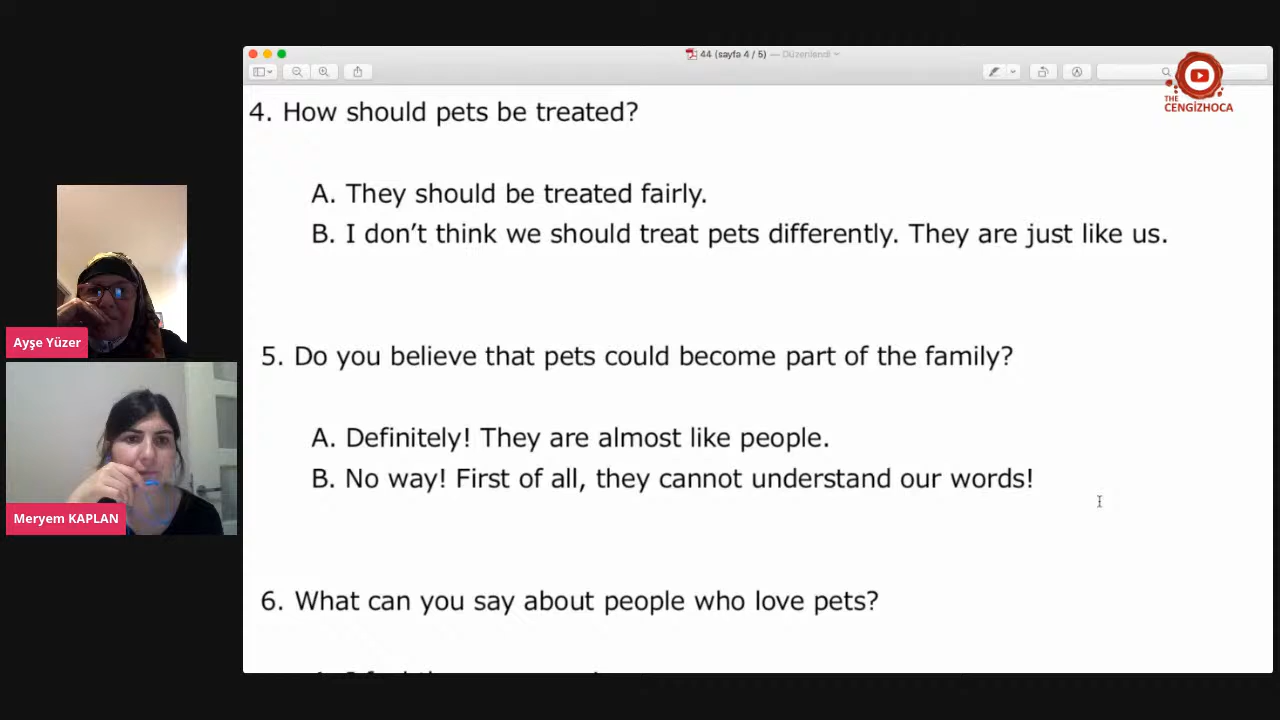 44 (sayfa 4 / 5) — Düzenlendi
THE
CENGİZHOCA
4. How should pets be treated?
A. They should be treated fairly.
B. I don’t think we should treat pets differently. They are just like us.
Ayşe Yüzer
5. Do you believe that pets could become part of the family?
A. Definitely! They are almost like people.
B. No way! First of all, they cannot understand our words!
Meryem KAPLAN
6. What can you say about people who love pets?